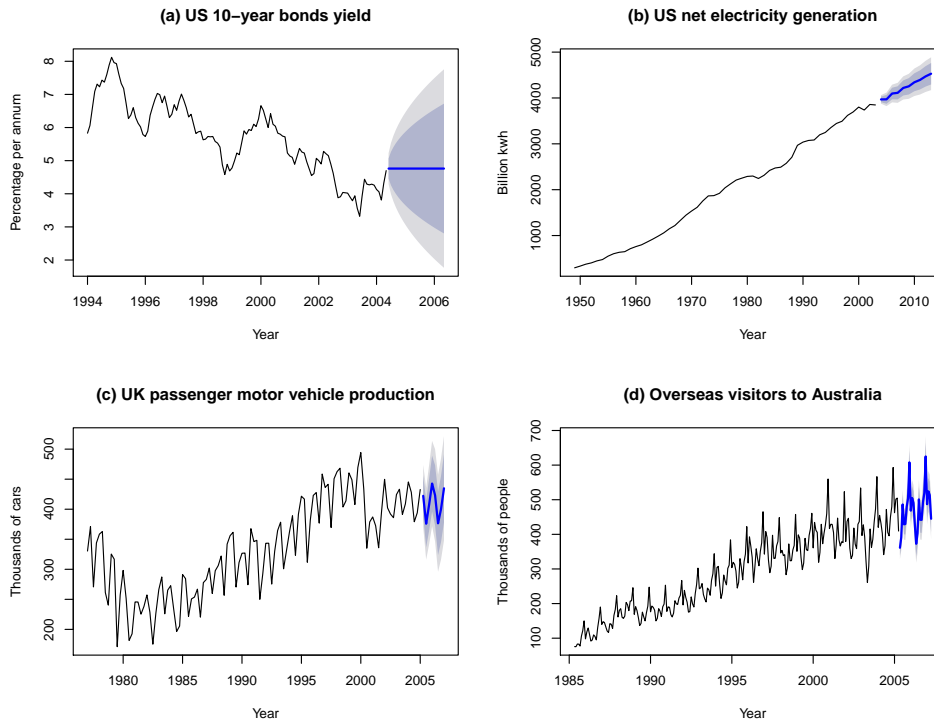 (a) US 10−year bonds yield
Percentage per annum
8
7
6
5
4
3
2
1994 1996 1998 2000 2002 2004 2006
Year
(b) US net electricity generation
Billion kwh
5000
4000
3000
2000
1000
1950 1960 1970 1980 1990 2000 2010
Year
(c) UK passenger motor vehicle production
Thousands of cars
500
400
300
200
1980 1985 1990 1995 2000 2005
Year
(d) Overseas visitors to Australia
Thousands of people
700
600
500
400
300
200
100
1985 1990 1995 2000 2005
Year